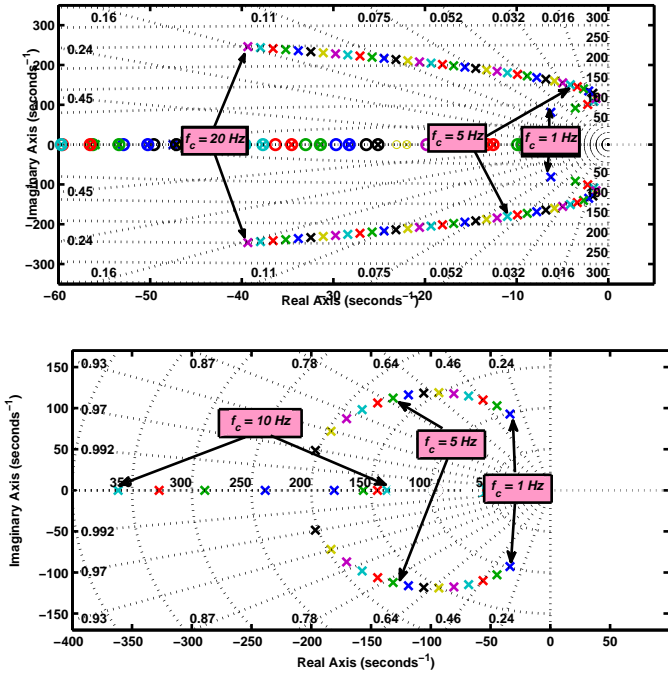 0.16 0.11 0.075 0.052 0.032 0.016 300
300
250
0.24
200
200
150
0.45
100
100
50
f_c = 20 Hz
f_c = 5 Hz
f_c = 1 Hz
0
50
−100
0.45
100
150
−200
200
0.24
250
−300
0.16 0.11 0.075 0.052 0.032 0.016 300
−60 −50 −40 −30 −20 −10 0
Real Axis (seconds⁻¹)
Imaginary Axis (seconds⁻¹)
150
0.93 0.87 0.78 0.64 0.46 0.24
100
0.97
50
0.992
f_c = 10 Hz
f_c = 5 Hz
f_c = 1 Hz
0
35 300 250 200 150 100 5
−50
0.992
−100
0.97
−150
0.93 0.87 0.78 0.64 0.46 0.24
−400 −350 −300 −250 −200 −150 −100 −50 0 50
Real Axis (seconds⁻¹)
Imaginary Axis (seconds⁻¹)